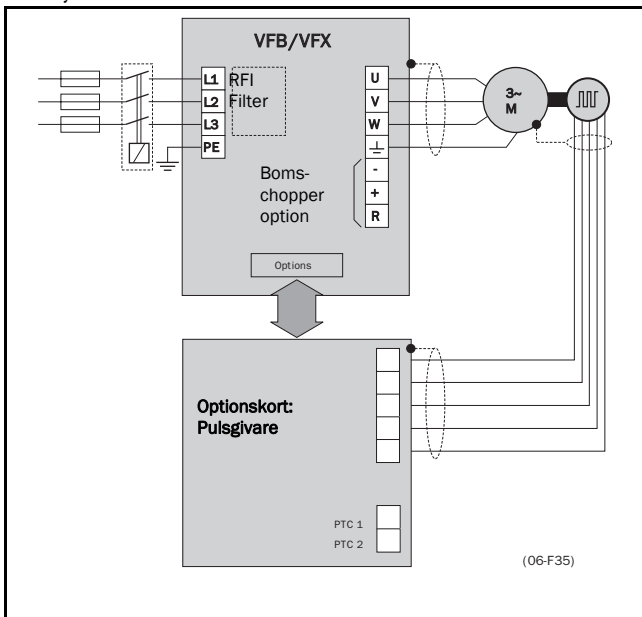 VFB/VFX
L1 RFI
L2 Filter
L3
PE
U
V
W
-
+
R
Boms-
chopper
option
3~
M
Options
Optionskort:
Pulsgivare
PTC 1
PTC 2
(06-F35)